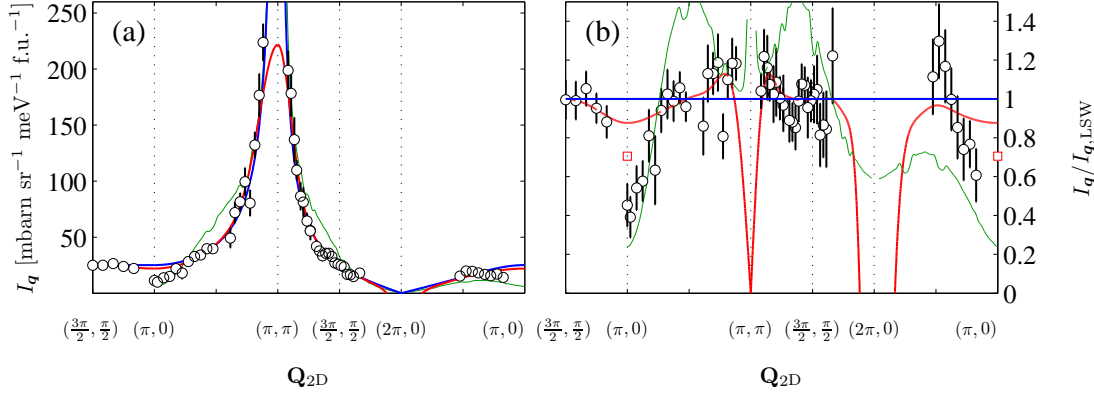 (a)
250
200
150
100
50
I_q [mbarn sr⁻¹ meV⁻¹ f.u.⁻¹]
(3π/2, π/2) (π, 0) (π, π) (3π/2, π/2) (2π, 0) (π, 0)
Q_2D
(b)
1.4
1.2
1
0.8
0.6
0.4
0.2
0
I_q / I_q,LSW
(3π/2, π/2) (π, 0) (π, π) (3π/2, π/2) (2π, 0) (π, 0)
Q_2D